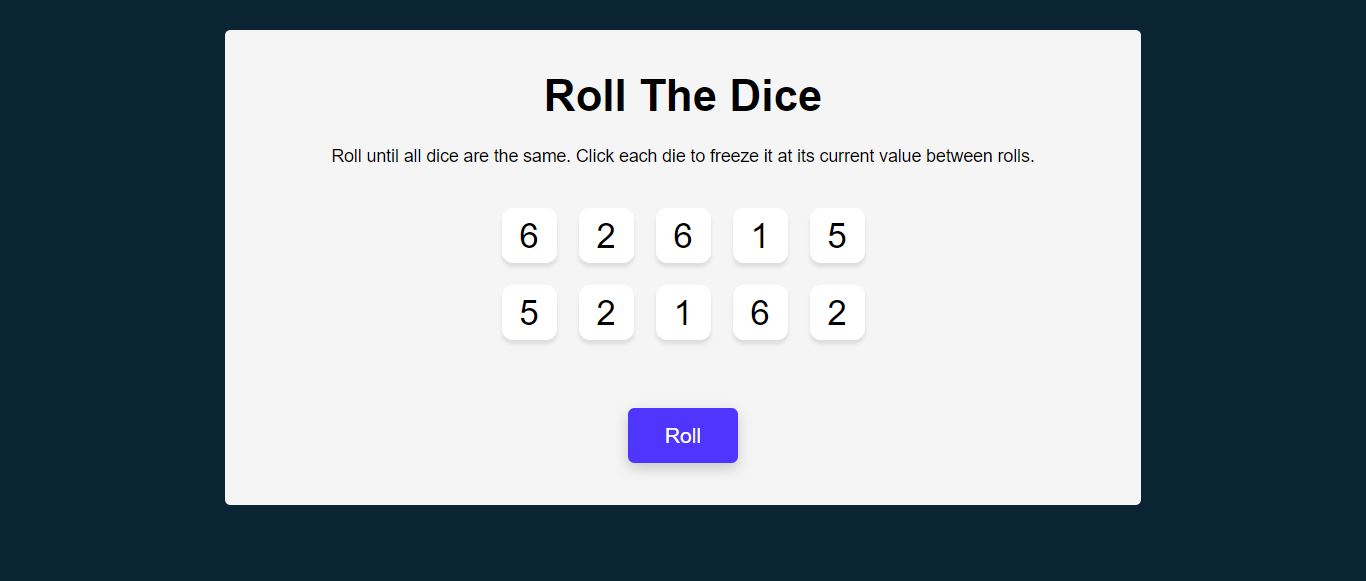 Roll The Dice
Roll until all dice are the same. Click each die to freeze it at its current value between rolls.
6 2 6 1 5
5 2 1 6 2
Roll